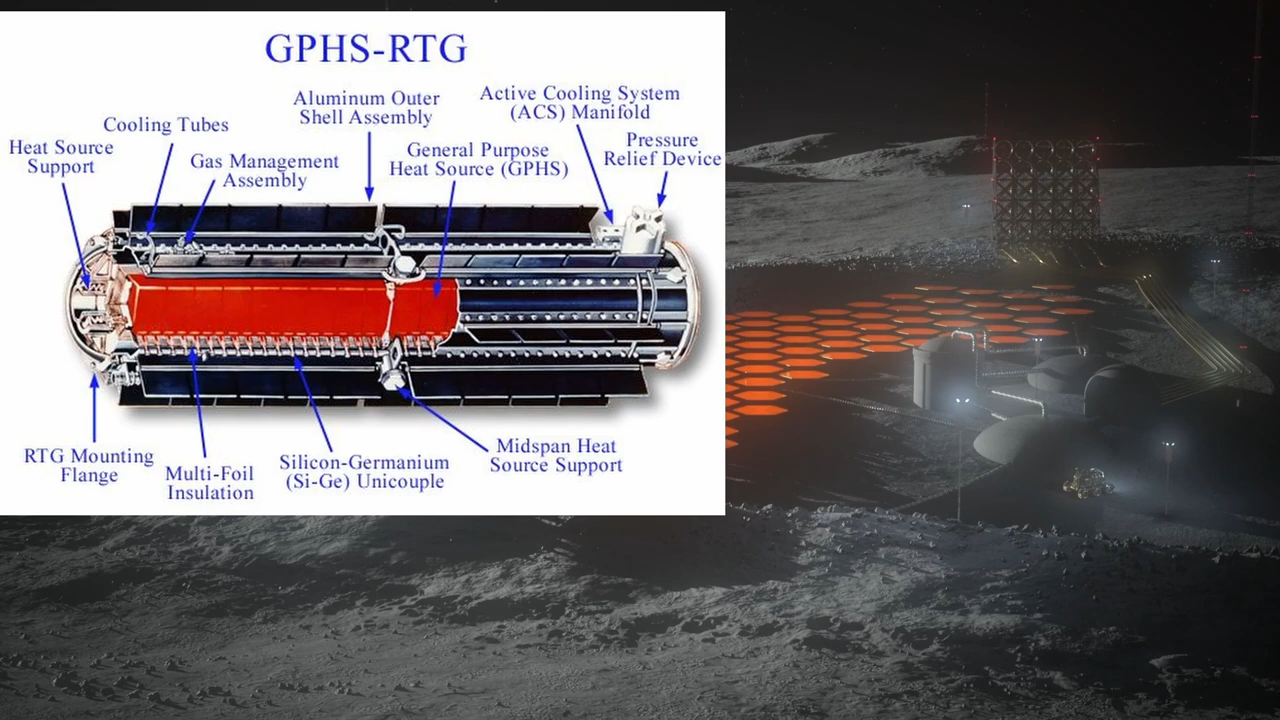 GPHS-RTG
Aluminum Outer
Shell Assembly
Active Cooling System
(ACS) Manifold
Cooling Tubes
Pressure
Relief Device
Heat Source
Support
Gas Management
Assembly
General Purpose
Heat Source (GPHS)
RTG Mounting
Flange
Multi-Foil
Insulation
Silicon-Germanium
(Si-Ge) Unicouple
Midspan Heat
Source Support